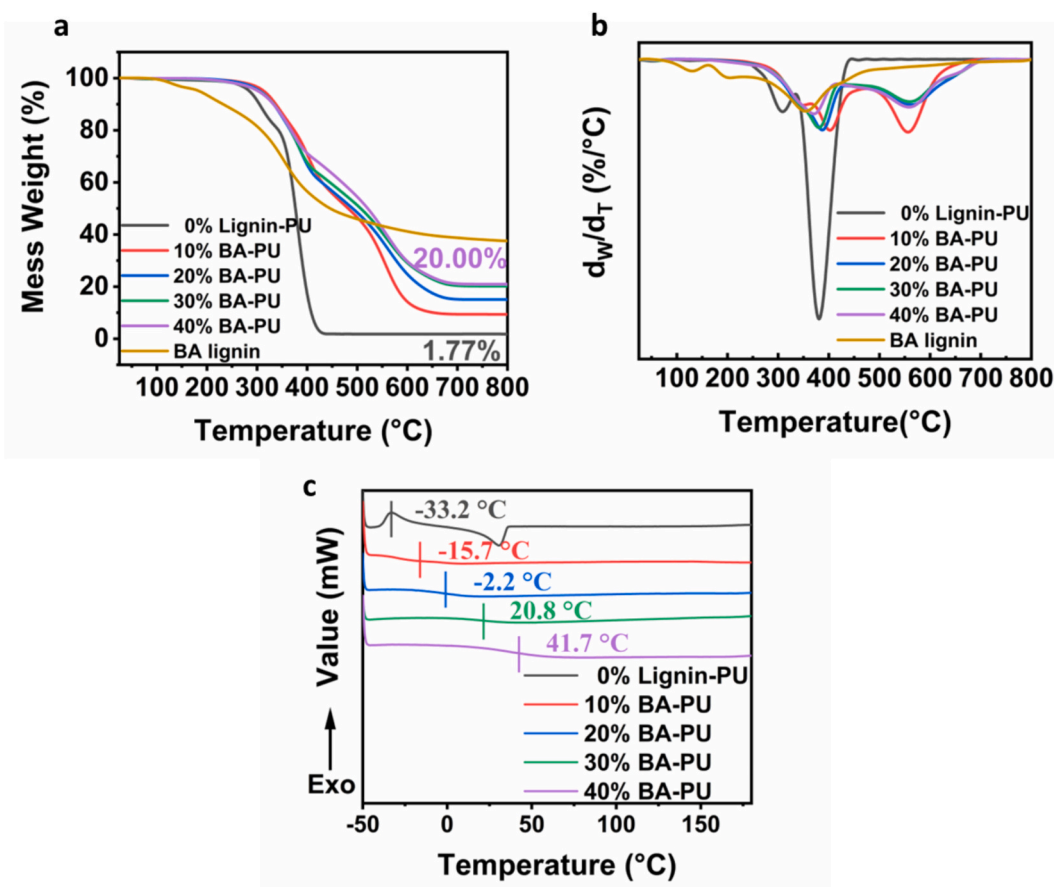 a
Mess Weight (%)
100
80
60
40
20
0
0% Lignin-PU
10% BA-PU
20% BA-PU
30% BA-PU
40% BA-PU
BA lignin
20.00%
1.77%
100 200 300 400 500 600 700 800
Temperature (°C)
b
dW/dT (%/°C)
0% Lignin-PU
10% BA-PU
20% BA-PU
30% BA-PU
40% BA-PU
BA lignin
100 200 300 400 500 600 700 800
Temperature(°C)
c
Value (mW)
Exo
-33.2 °C
-15.7 °C
-2.2 °C
20.8 °C
41.7 °C
0% Lignin-PU
10% BA-PU
20% BA-PU
30% BA-PU
40% BA-PU
-50 0 50 100 150
Temperature (°C)